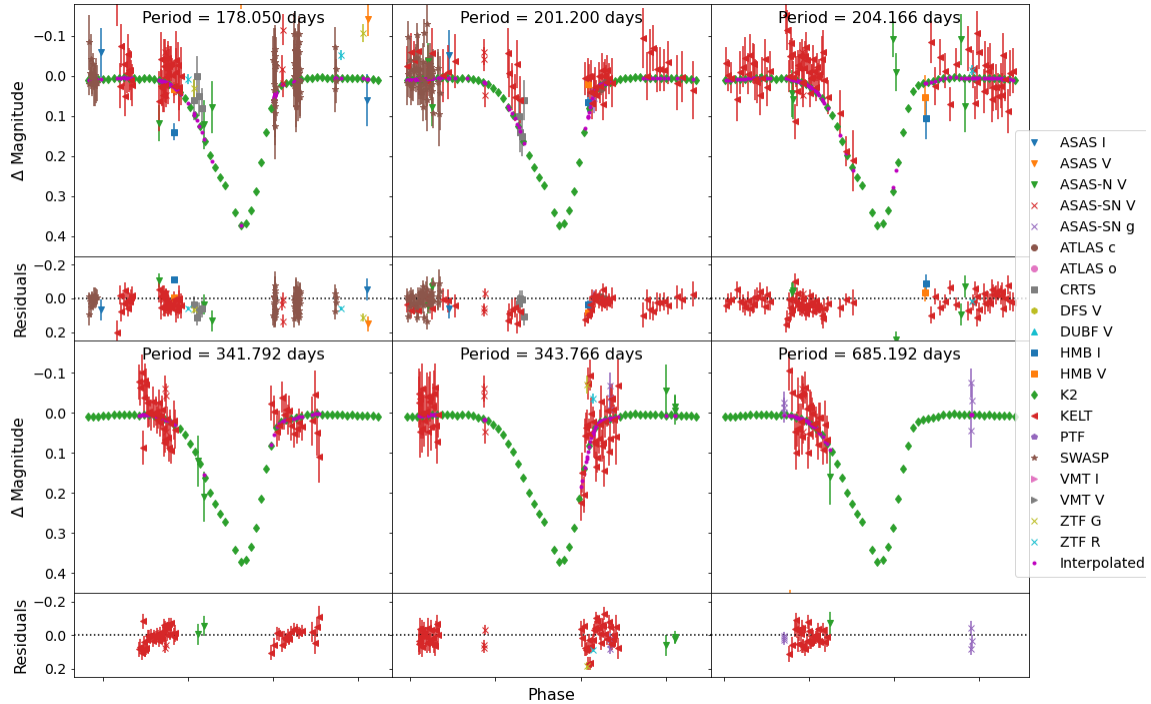 Period = 178.050 days
Period = 201.200 days
Period = 204.166 days
Δ Magnitude
−0.1
0.0
0.1
0.2
0.3
0.4
Residuals
−0.2
0.0
0.2
Period = 341.792 days
Period = 343.766 days
Period = 685.192 days
Δ Magnitude
−0.1
0.0
0.1
0.2
0.3
0.4
Residuals
−0.2
0.0
0.2
Phase
ASAS I
ASAS V
ASAS-N V
ASAS-SN V
ASAS-SN g
ATLAS c
ATLAS o
CRTS
DFS V
DUBF V
HMB I
HMB V
K2
KELT
PTF
SWASP
VMT I
VMT V
ZTF G
ZTF R
Interpolated